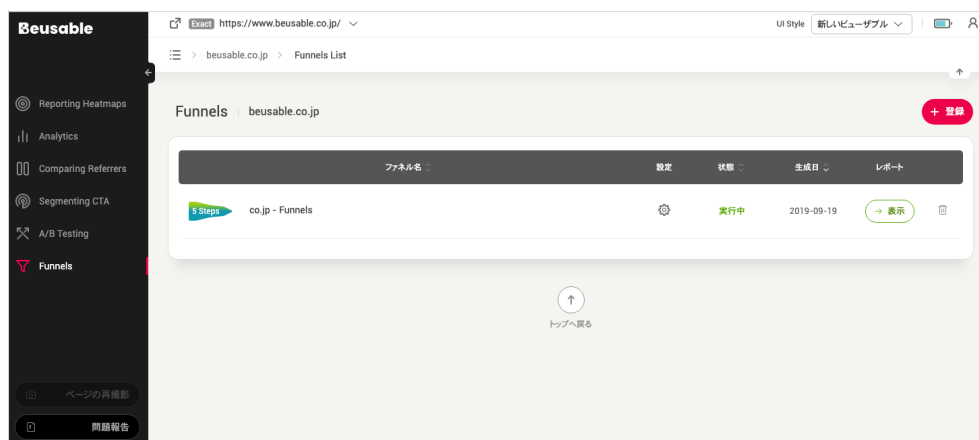 Beusable
Exact https://www.beusable.co.jp/
UI Style 新しいビューザブル
beusable.co.jp > Funnels List
Reporting Heatmaps
Analytics
Comparing Referrers
Segmenting CTA
A/B Testing
Funnels
Funnels beusable.co.jp
+ 登録
ファネル名 設定 状態 生成日 レポート
5 Steps co.jp - Funnels 実行中 2019-09-19 → 表示
トップへ戻る
ページの再撮影
問題報告